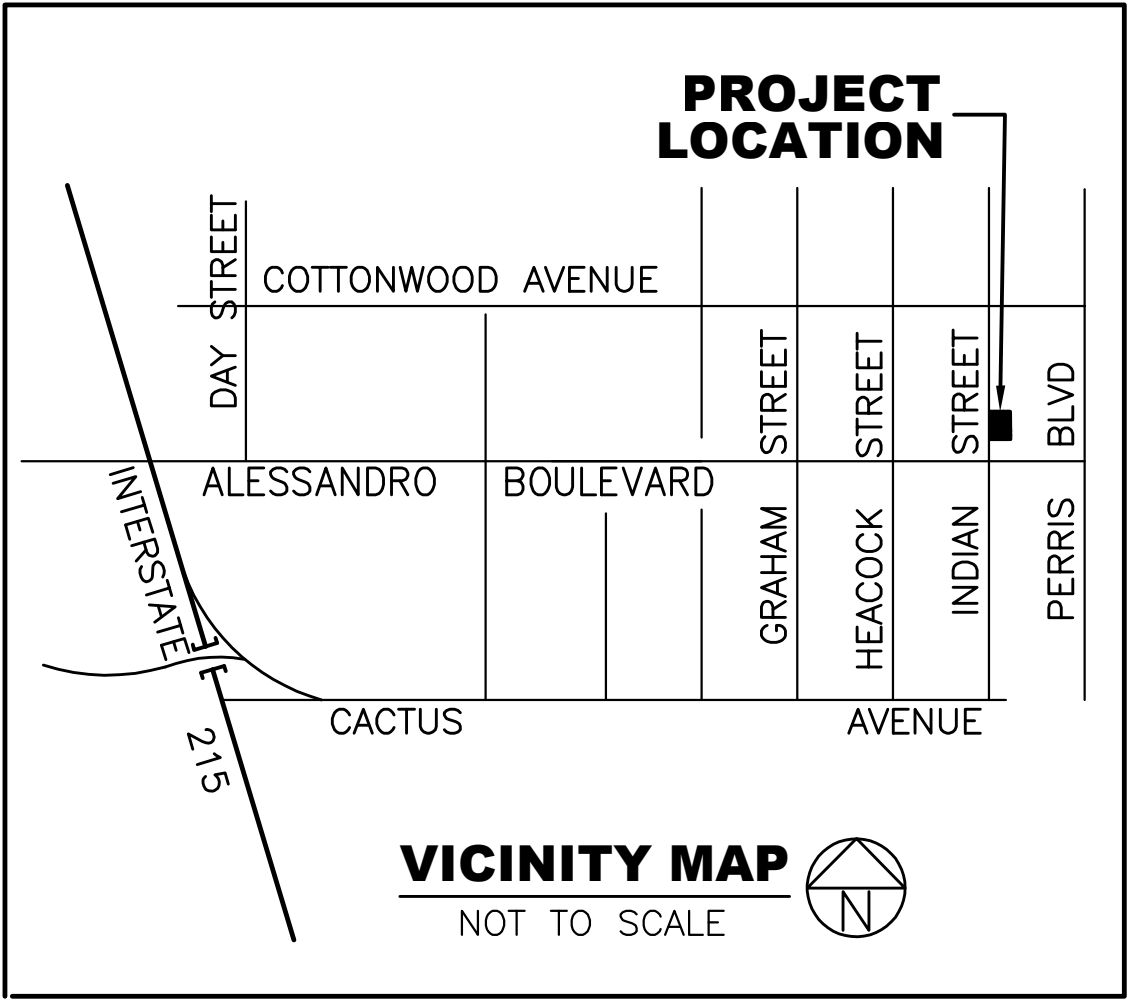 PROJECT
LOCATION
DAY STREET
COTTONWOOD AVENUE
GRAHAM STREET
HEACOCK STREET
INDIAN STREET
PERRIS BLVD
ALESSANDRO BOULEVARD
INTERSTATE 215
CACTUS AVENUE
VICINITY MAP
NOT TO SCALE
N